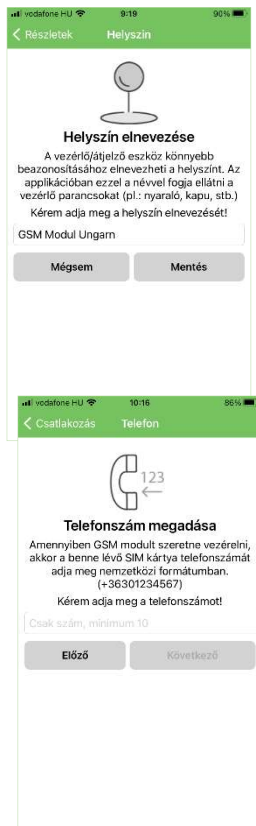 vodafone HU 9:19 90%
Részletek Helyszín
Helyszín elnevezése
A vezérlő/átjelző eszköz könnyebb
beazonosításához elnevezheti a helyszínt. Az
applikációban ezzel a névvel fogja ellátni a
vezérlő parancsokat (pl.: nyaraló, kapu, stb.)
Kérem adja meg a helyszín elnevezését!
GSM Modul Ungarn
Mégsem Mentés
vodafone HU 10:16 86%
Csatlakozás Telefon
123
Telefonszám megadása
Amennyiben GSM modult szeretne vezérelni,
akkor a benne lévő SIM kártya telefonszámát
adja meg nemzetközi formátumban.
(+36301234567)
Kérem adja meg a telefonszámot!
Csak szám, minimum 10
Előző Következő